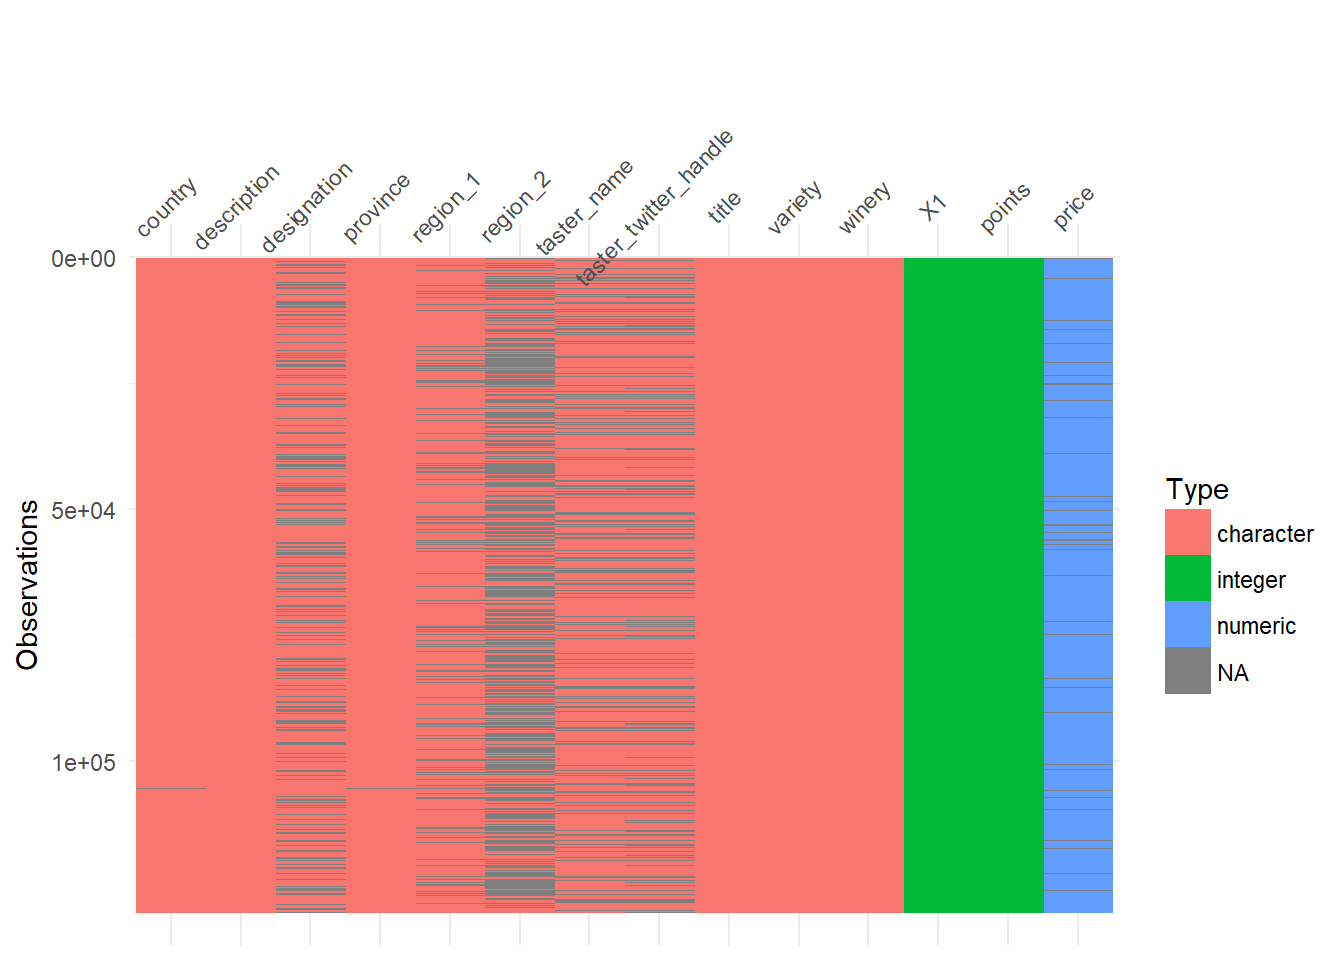 country
description
designation
province
region_1
region_2
taster_name
taster_twitter_handle
title
variety
winery
X1
points
price
0e+00
5e+04
1e+05
Observations
Type
character
integer
numeric
NA